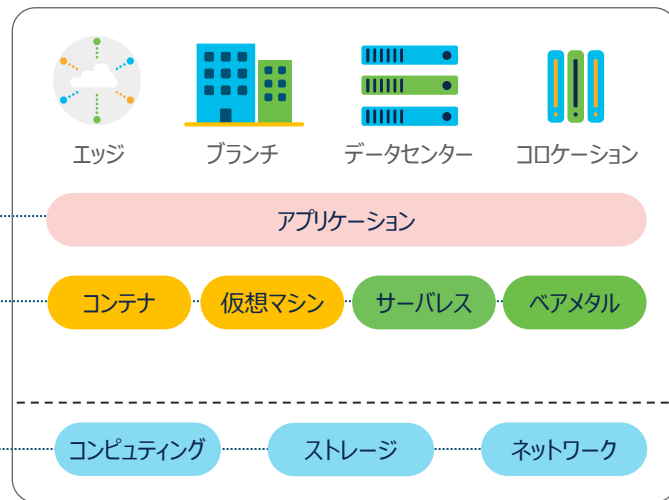 エッジ ブランチ データセンター コロケーション
アプリケーション
コンテナ 仮想マシン サーバレス ベアメタル
コンピュティング ストレージ ネットワーク